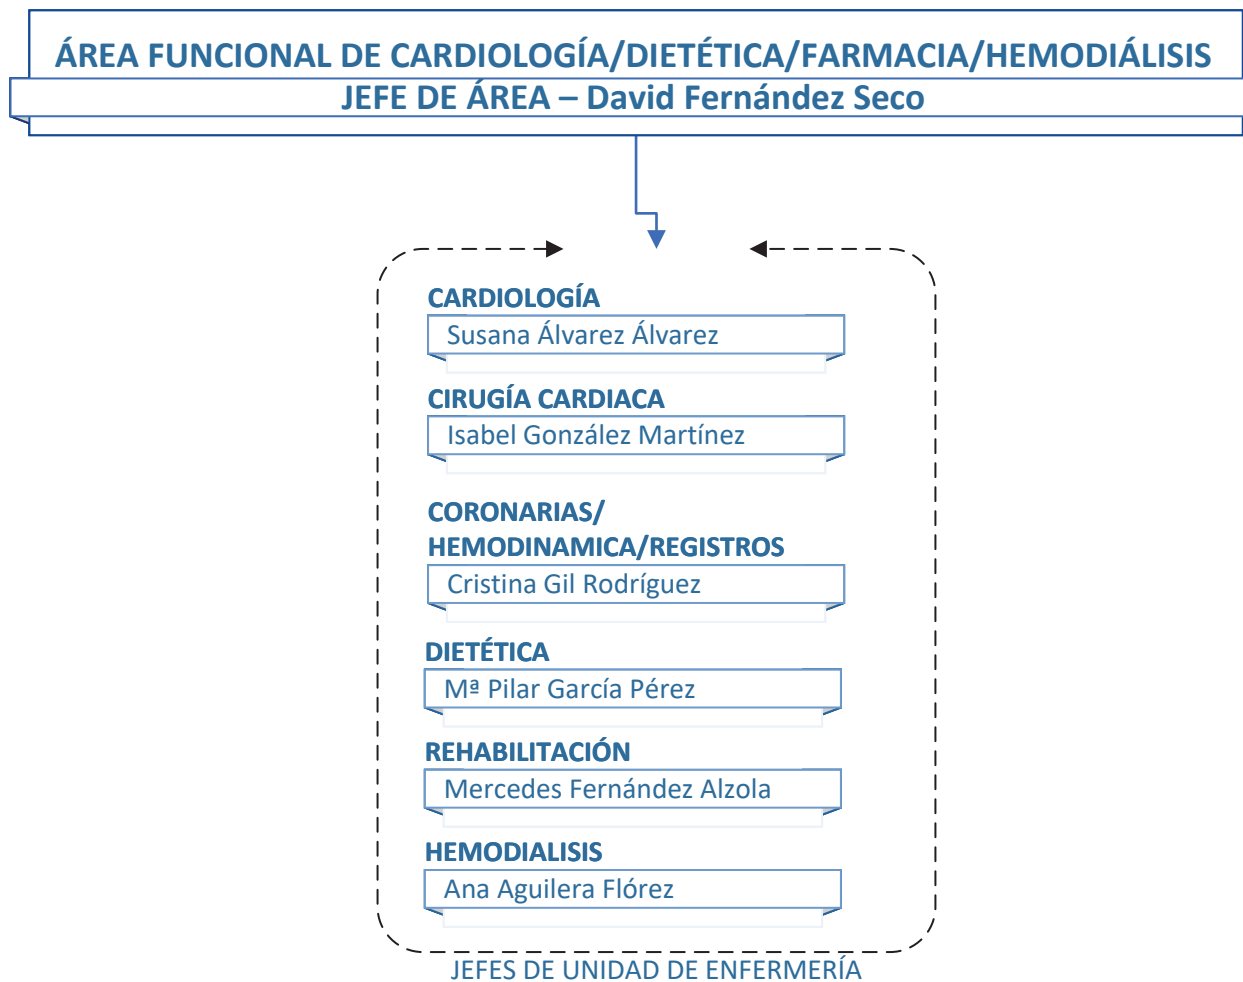 ÁREA FUNCIONAL DE CARDIOLOGÍA/DIETÉTICA/FARMACIA/HEMODIÁLISIS
JEFE DE ÁREA – David Fernández Seco
CARDIOLOGÍA
Susana Álvarez Álvarez
CIRUGÍA CARDIACA
Isabel González Martínez
CORONARIAS/
HEMODINAMICA/REGISTROS
Cristina Gil Rodríguez
DIETÉTICA
Mª Pilar García Pérez
REHABILITACIÓN
Mercedes Fernández Alzola
HEMODIALISIS
Ana Aguilera Flórez
JEFES DE UNIDAD DE ENFERMERÍA